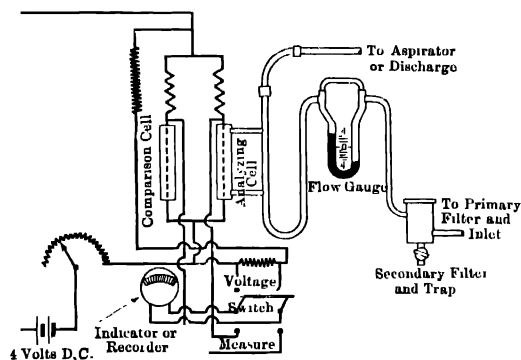 To Aspirator
or Discharge
Comparison Cell
Analyzing
Cell
Flow Gauge
To Primary
Filter and
Inlet
Secondary Filter
and Trap
Voltage
Switch
Measure
Indicator or
Recorder
4 Volts D.C.